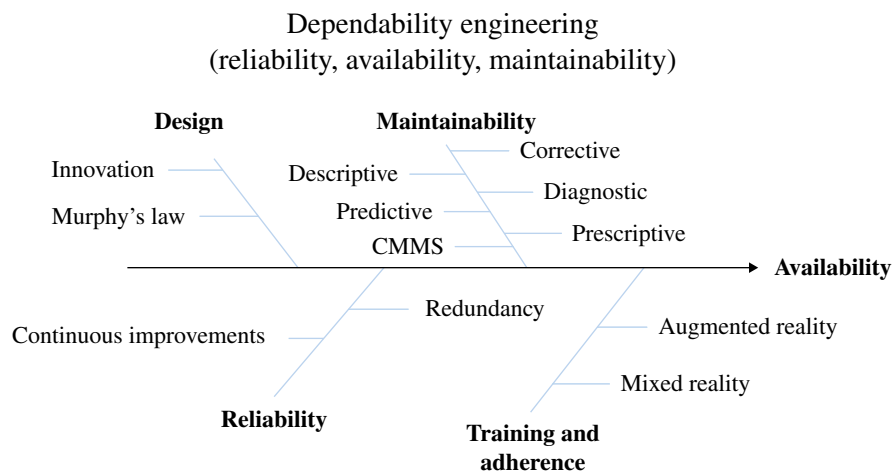 Dependability engineering
(reliability, availability, maintainability)
Design
Maintainability
Innovation
Murphy’s law
Corrective
Descriptive
Diagnostic
Predictive
Prescriptive
CMMS
Availability
Redundancy
Continuous improvements
Augmented reality
Mixed reality
Reliability
Training and
adherence